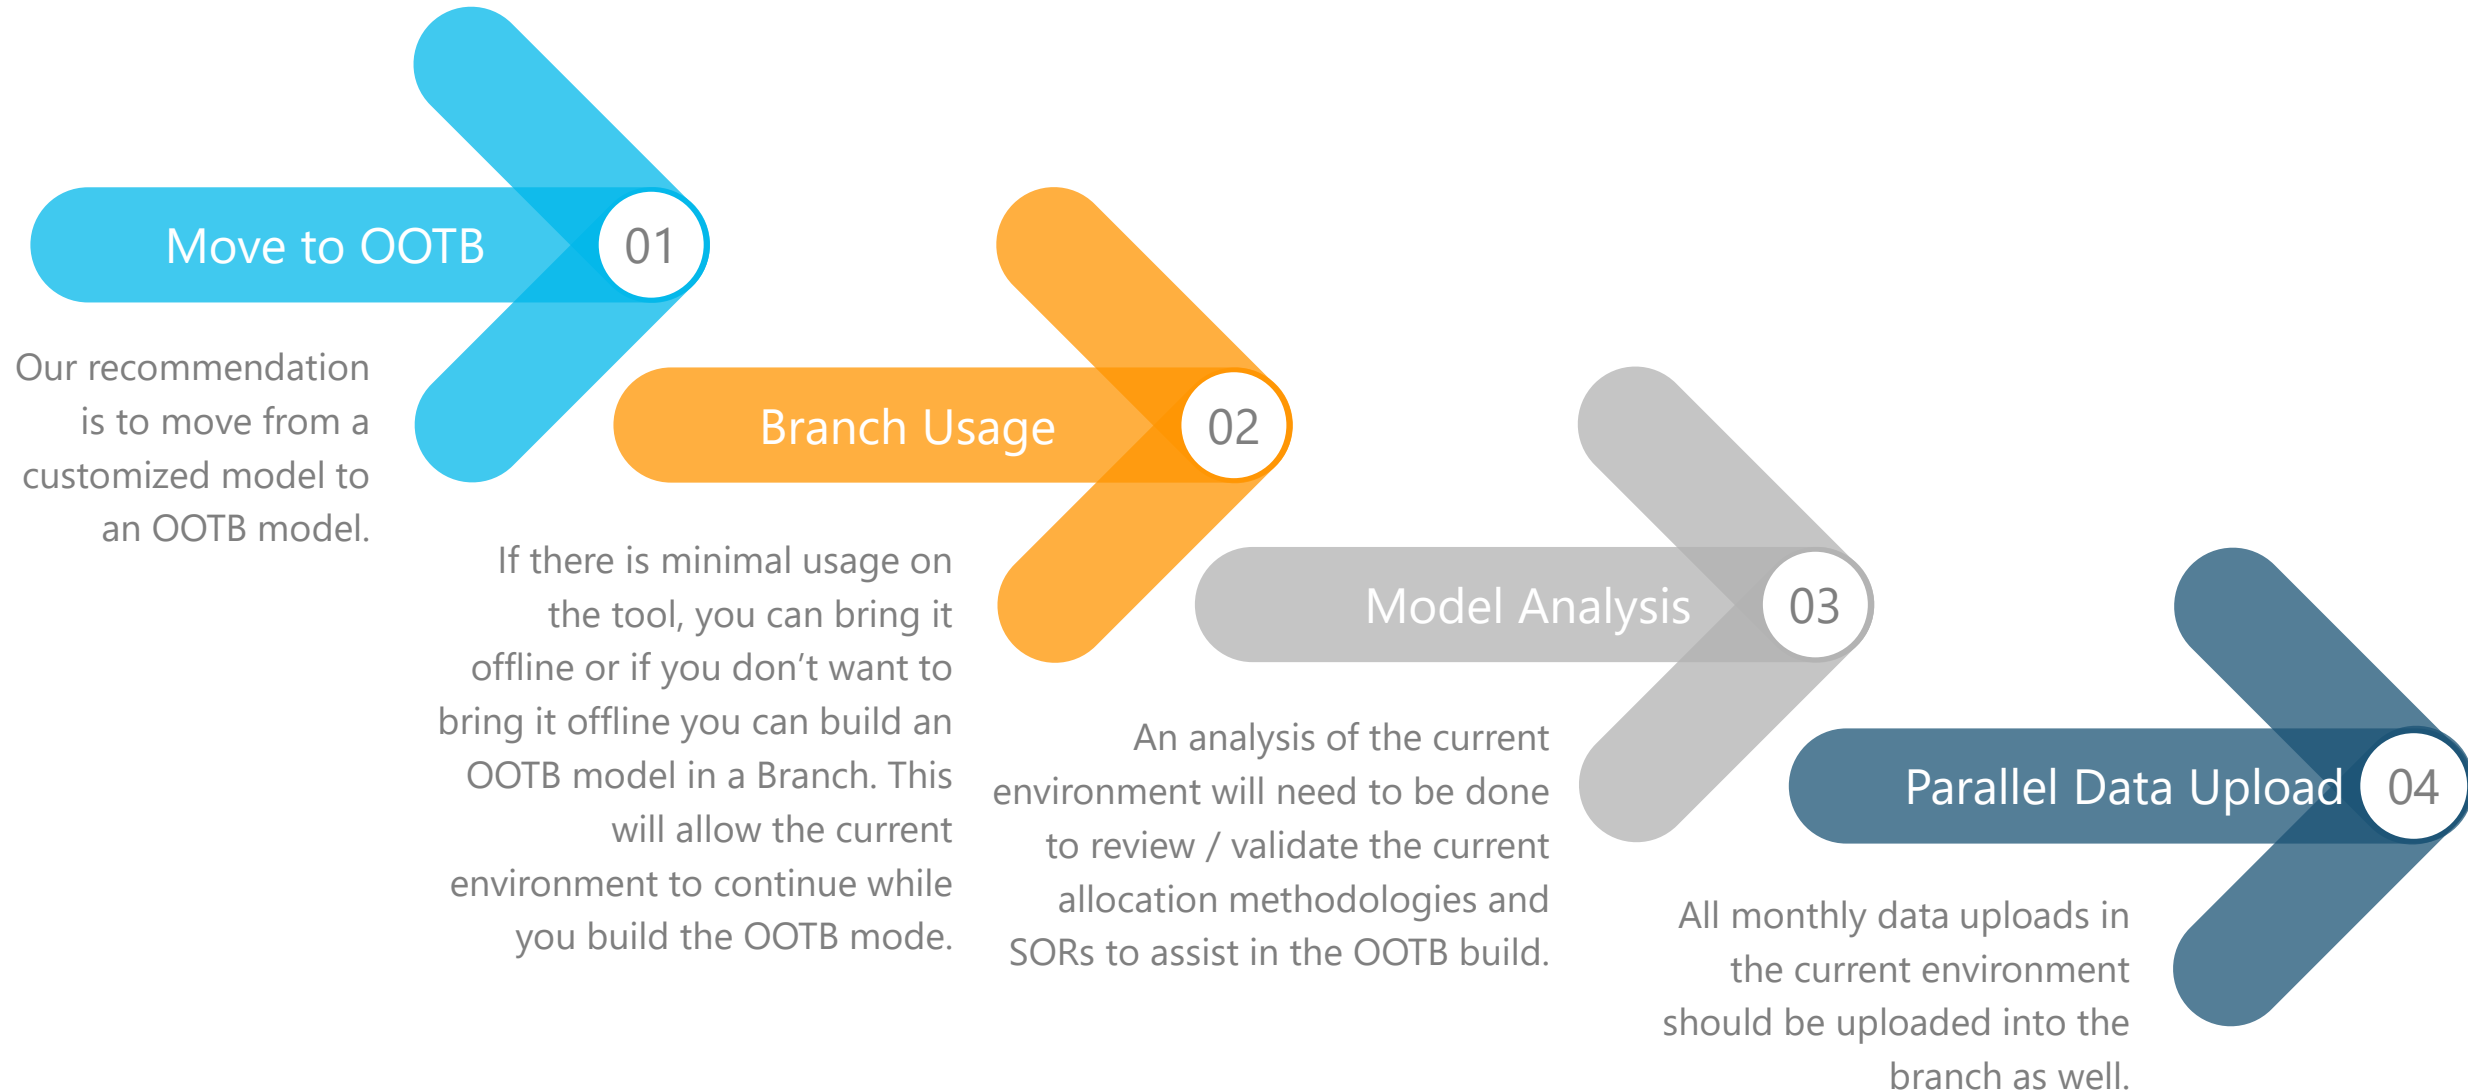 Move to OOTB
01
Our recommendation
is to move from a
customized model to
an OOTB model.
Branch Usage
02
If there is minimal usage on
the tool, you can bring it
offline or if you don’t want to
bring it offline you can build an
OOTB model in a Branch. This
will allow the current
environment to continue while
you build the OOTB mode.
Model Analysis
03
An analysis of the current
environment will need to be done
to review / validate the current
allocation methodologies and
SORs to assist in the OOTB build.
Parallel Data Upload
04
All monthly data uploads in
the current environment
should be uploaded into the
branch as well.